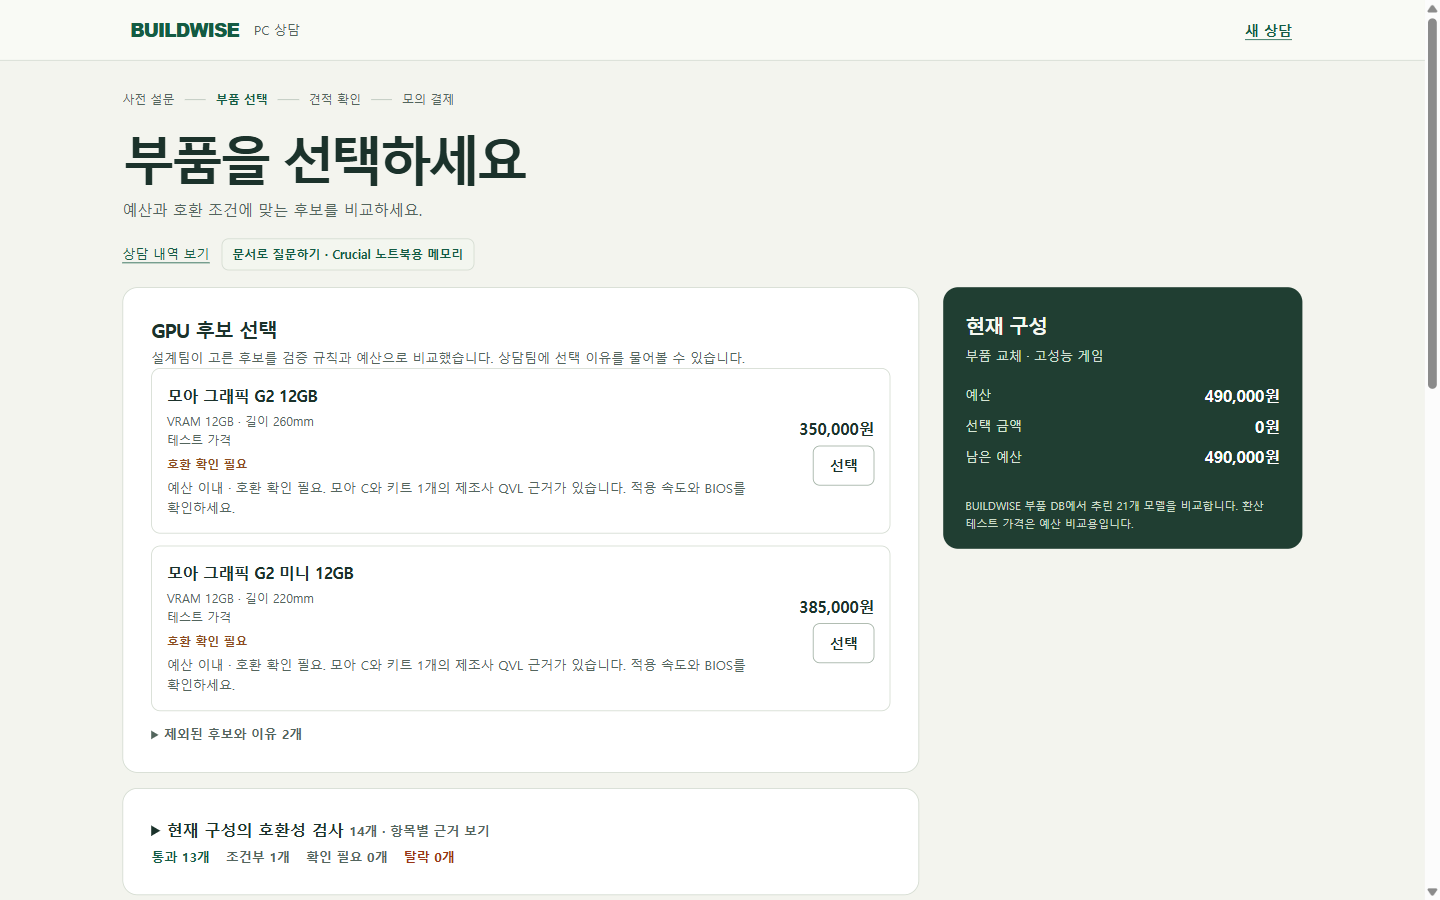 BUILDWISE PC 상담
새 상담
사전 설문 — 부품 선택 — 견적 확인 — 모의 결제
부품을 선택하세요
예산과 호환 조건에 맞는 후보를 비교하세요.
상담 내역 보기
문서로 질문하기 · Crucial 노트북용 메모리
GPU 후보 선택
설계팀이 고른 후보를 검증 규칙과 예산으로 비교했습니다. 상담팀에 선택 이유를 물어볼 수 있습니다.
모아 그래픽 G2 12GB
VRAM 12GB · 길이 260mm
테스트 가격
호환 확인 필요
예산 이내 · 호환 확인 필요. 모아 C와 키트 1개의 제조사 QVL 근거가 있습니다. 적용 속도와 BIOS를
확인하세요.
350,000원
선택
모아 그래픽 G2 미니 12GB
VRAM 12GB · 길이 220mm
테스트 가격
호환 확인 필요
예산 이내 · 호환 확인 필요. 모아 C와 키트 1개의 제조사 QVL 근거가 있습니다. 적용 속도와 BIOS를
확인하세요.
385,000원
선택
▶ 제외된 후보와 이유 2개
▶ 현재 구성의 호환성 검사 14개 · 항목별 근거 보기
통과 13개 조건부 1개 확인 필요 0개 탈락 0개
현재 구성
부품 교체 · 고성능 게임
예산 490,000원
선택 금액 0원
남은 예산 490,000원
BUILDWISE 부품 DB에서 추린 21개 모델을 비교합니다. 환산
테스트 가격은 예산 비교용입니다.